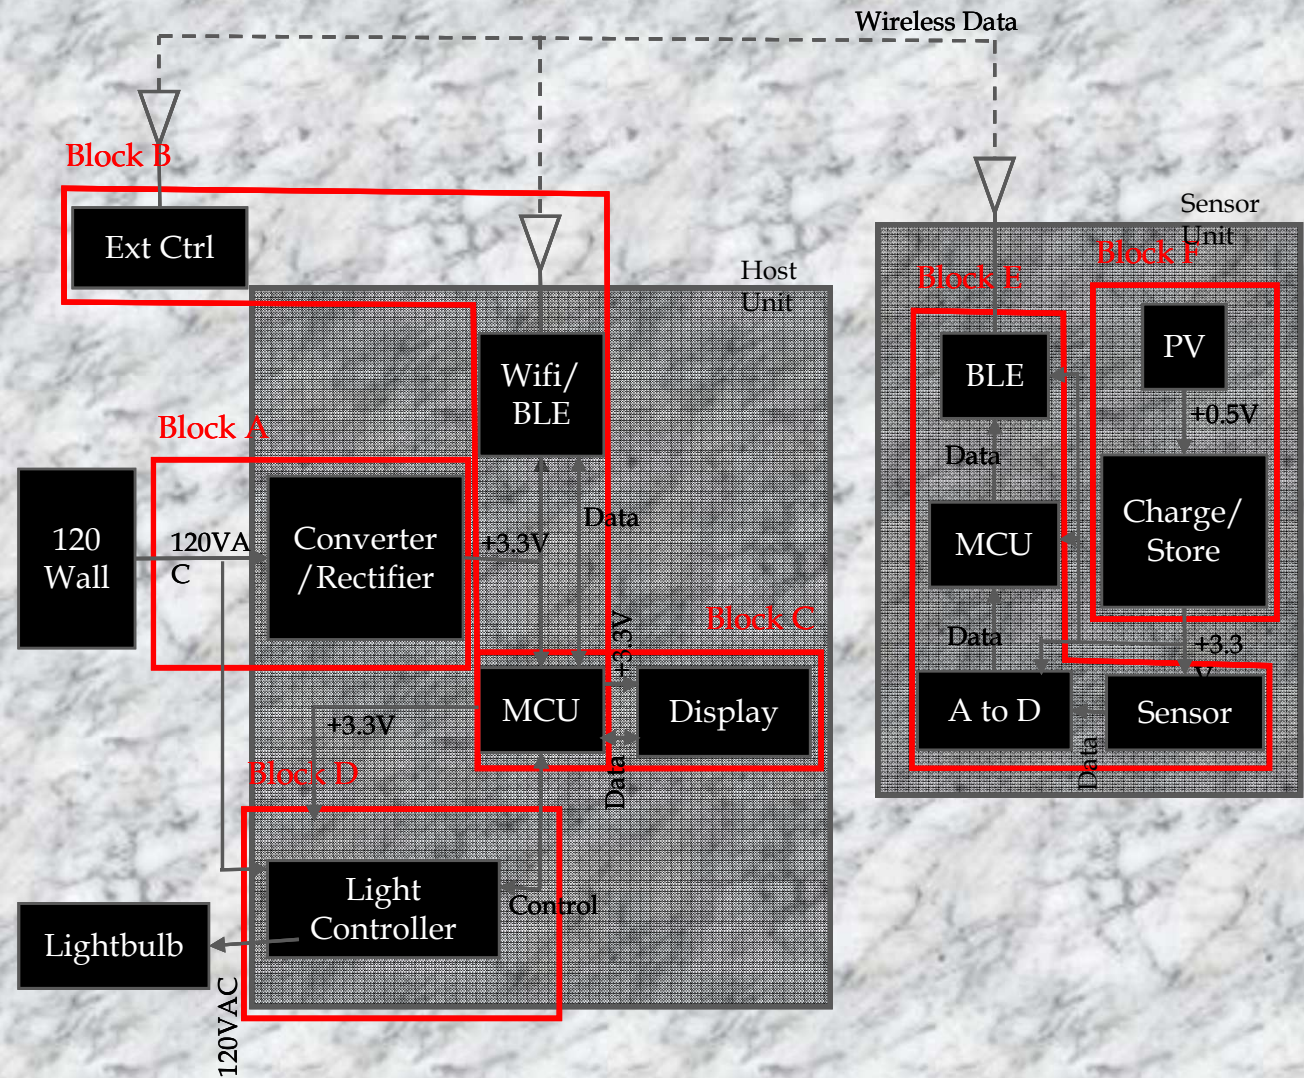 Wireless Data
Block B
Ext Ctrl
Sensor
Unit
Host
Unit
Block E
Block F
Wifi/
BLE
BLE
PV
+0.5V
Block A
Data
120
Wall
120VA
C
Converter
/Rectifier
+3.3V
Data
MCU
Charge/
Store
Block C
+3.3V
Data
+3.3
V
MCU
Display
A to D
Sensor
+3.3V
Data
Data
Block D
Light
Controller
Control
Lightbulb
120VAC